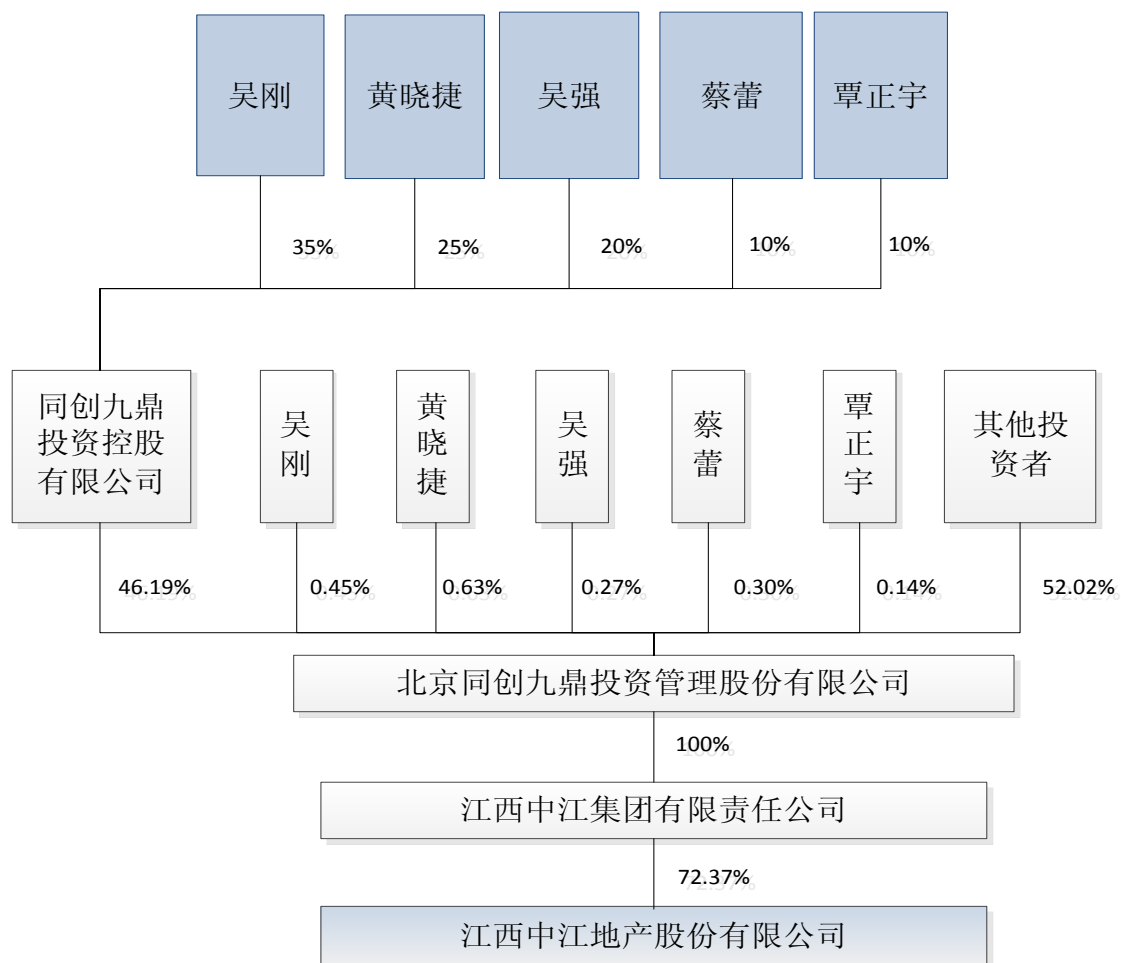 吴刚
黄晓捷
吴强
蔡蕾
覃正宇
35%
25%
20%
10%
10%
同创九鼎
投资控股
有限公司
吴
刚
黄
晓
捷
吴
强
蔡
蕾
覃
正
宇
其他投
资者
46.19%
0.45%
0.63%
0.27%
0.30%
0.14%
52.02%
北京同创九鼎投资管理股份有限公司
100%
江西中江集团有限责任公司
72.37%
江西中江地产股份有限公司